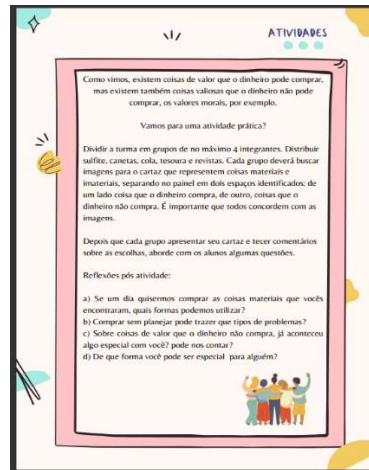 ATIVIDADES
Como vimos, existem coisas de valor que o dinheiro pode comprar,
mas existem também coisas valiosas que o dinheiro não pode
comprar, os valores morais, por exemplo.
Vamos para uma atividade prática?
Dividir a turma em grupos de no máximo 4 integrantes. Distribuir
sulfite, canetas, cola, tesoura e revistas. Cada grupo deverá buscar
imagens para o cartaz que representem coisas materiais e
imateriais, separando no painel em dois espaços identificados: de
um lado coisa que o dinheiro compra, de outro, coisas que o
dinheiro não compra. É importante que todos concordem com as
imagens.
Depois que cada grupo apresentar seu cartaz e tecer comentários
sobre as escolhas, aborde com os alunos algumas questões.
Reflexões pós atividade:
a) Se um dia quisermos comprar as coisas materiais que vocês
encontraram, quais formas podemos utilizar?
b) Comprar sem planejar pode trazer que tipos de problemas?
c) Sobre coisas de valor que o dinheiro não compra, já aconteceu
algo especial com você? pode nos contar?
d) De que forma você pode ser especial para alguém?